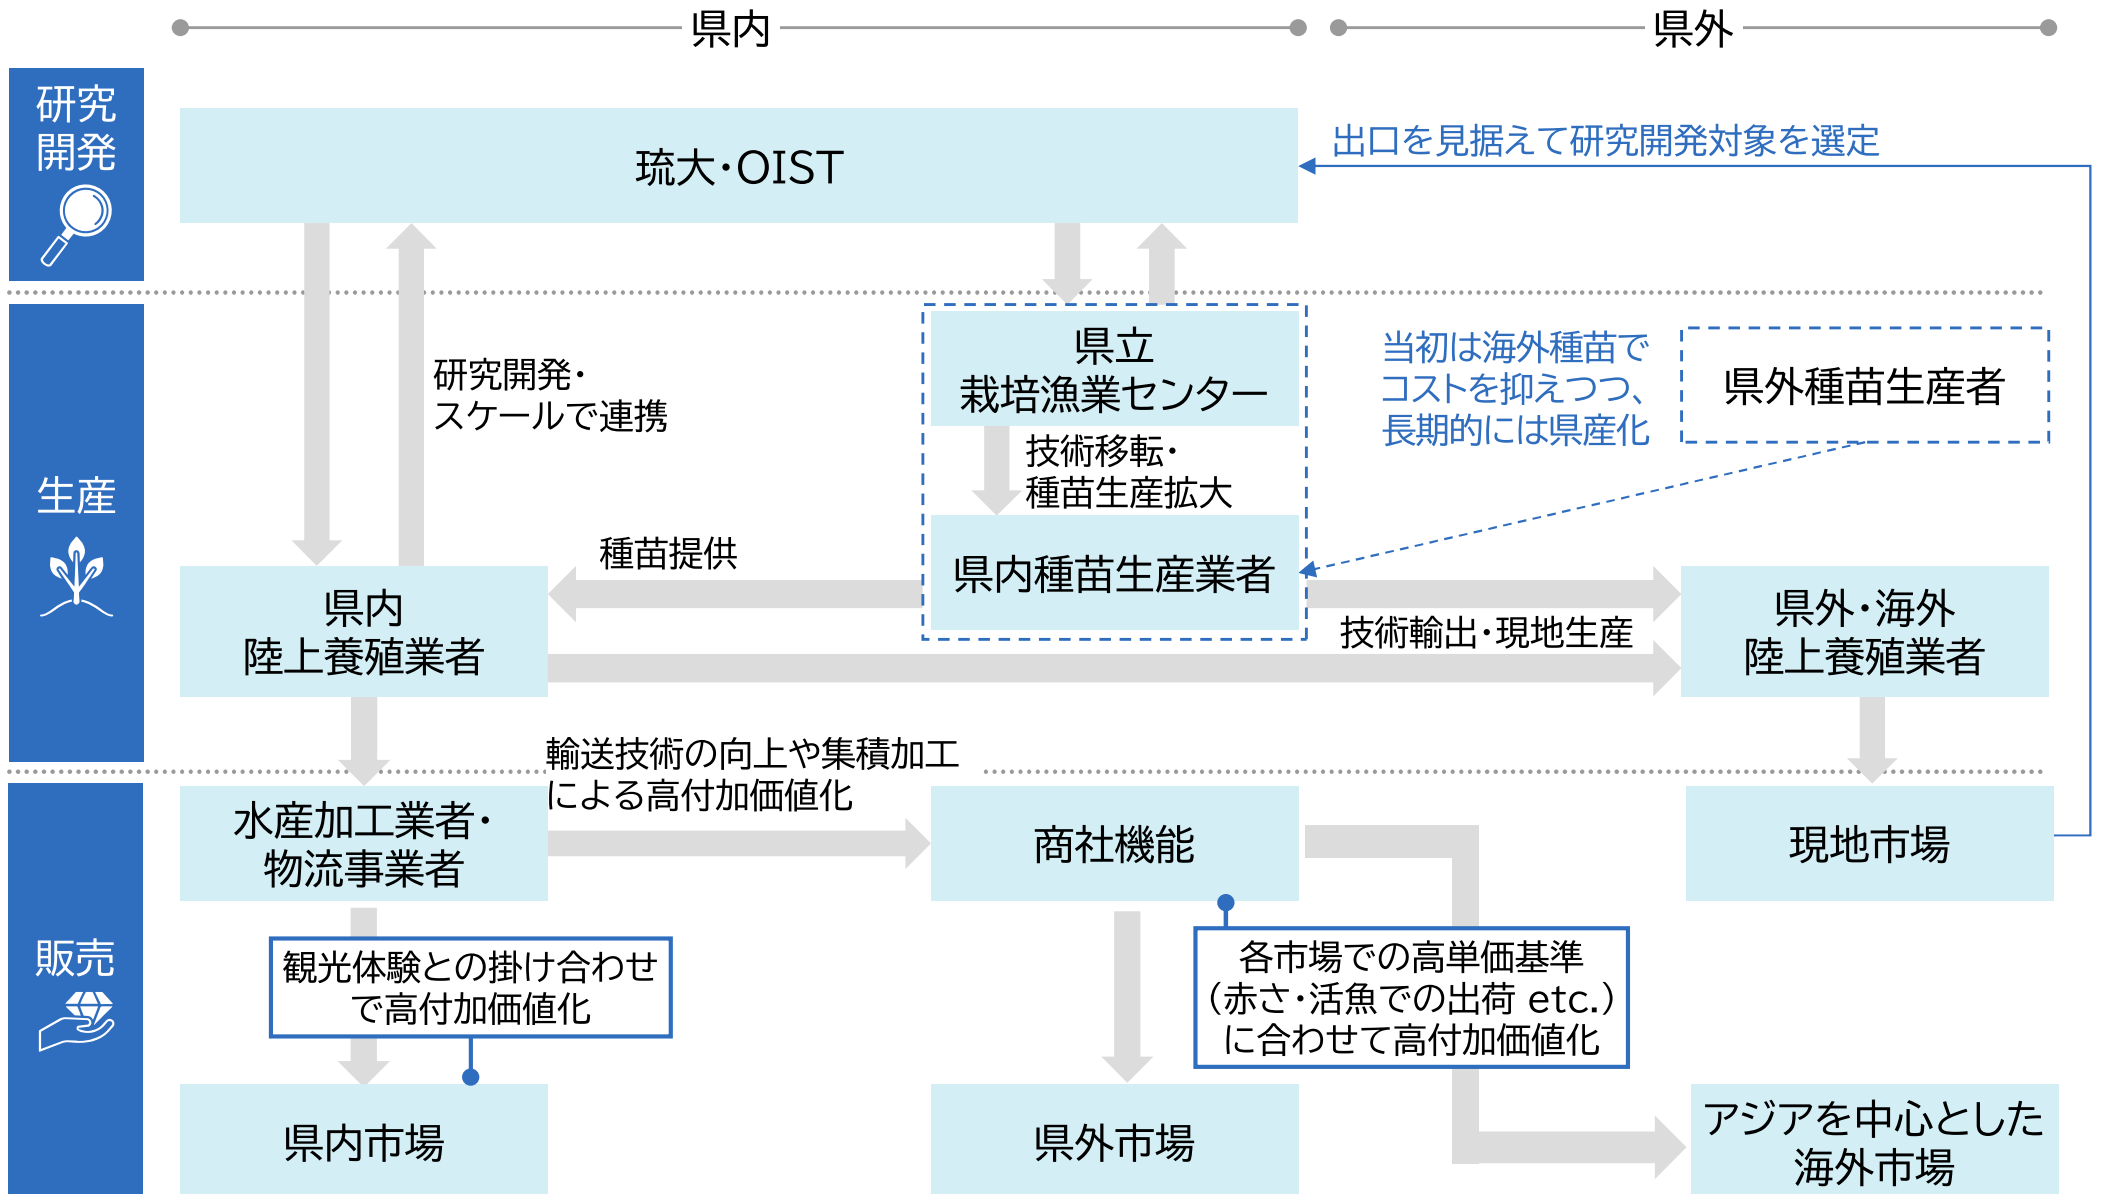 県内
県外
研究
開発
琉大・OIST
出口を見据えて研究開発対象を選定
生産
研究開発・
スケールで連携
県立
栽培漁業センター
技術移転・
種苗生産拡大
県内種苗生産業者
当初は海外種苗で
コストを抑えつつ、
長期的には県産化
県外種苗生産者
種苗提供
県内
陸上養殖業者
技術輸出・現地生産
県外・海外
陸上養殖業者
輸送技術の向上や集積加工
による高付加価値化
販売
水産加工業者・
物流事業者
商社機能
現地市場
観光体験との掛け合わせ
で高付加価値化
各市場での高単価基準
（赤さ・活魚での出荷 etc.）
に合わせて高付加価値化
県内市場
県外市場
アジアを中心とした
海外市場